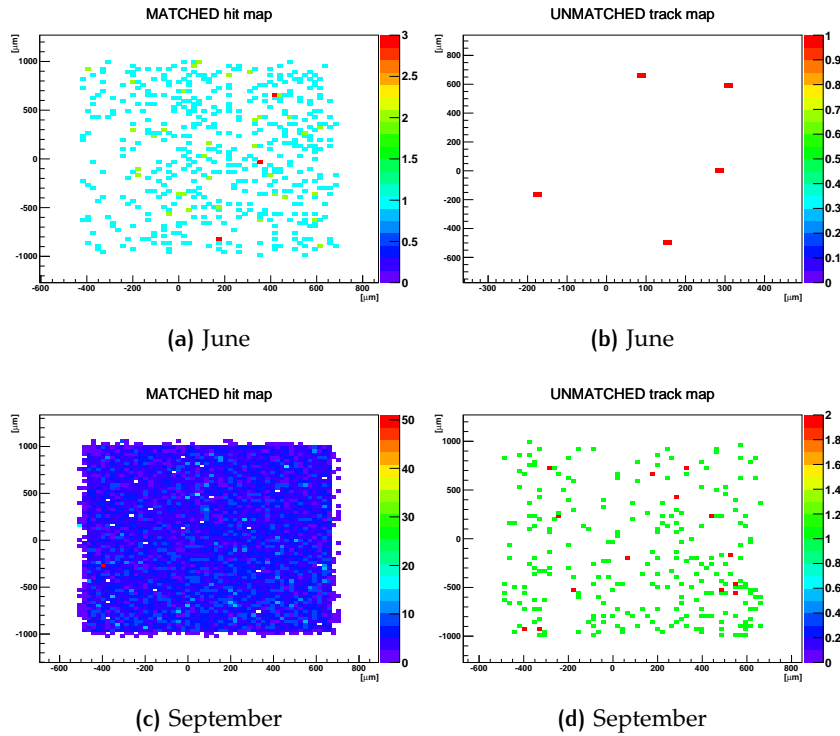 MATCHED hit map
[μm]
1000
500
0
-500
-1000
-600 -400 -200 0 200 400 600 800
[μm]
3
2.5
2
1.5
1
0.5
0
(a) June
UNMATCHED track map
[μm]
800
600
400
200
0
-200
-400
-600
-300 -200 -100 0 100 200 300 400
[μm]
1
0.9
0.8
0.7
0.6
0.5
0.4
0.3
0.2
0.1
0
(b) June
MATCHED hit map
[μm]
1000
500
0
-500
-1000
-600 -400 -200 0 200 400 600 800
[μm]
50
40
30
20
10
0
(c) September
UNMATCHED track map
[μm]
1000
500
0
-500
-1000
-600 -400 -200 0 200 400 600 800
[μm]
2
1.8
1.6
1.4
1.2
1
0.8
0.6
0.4
0.2
0
(d) September